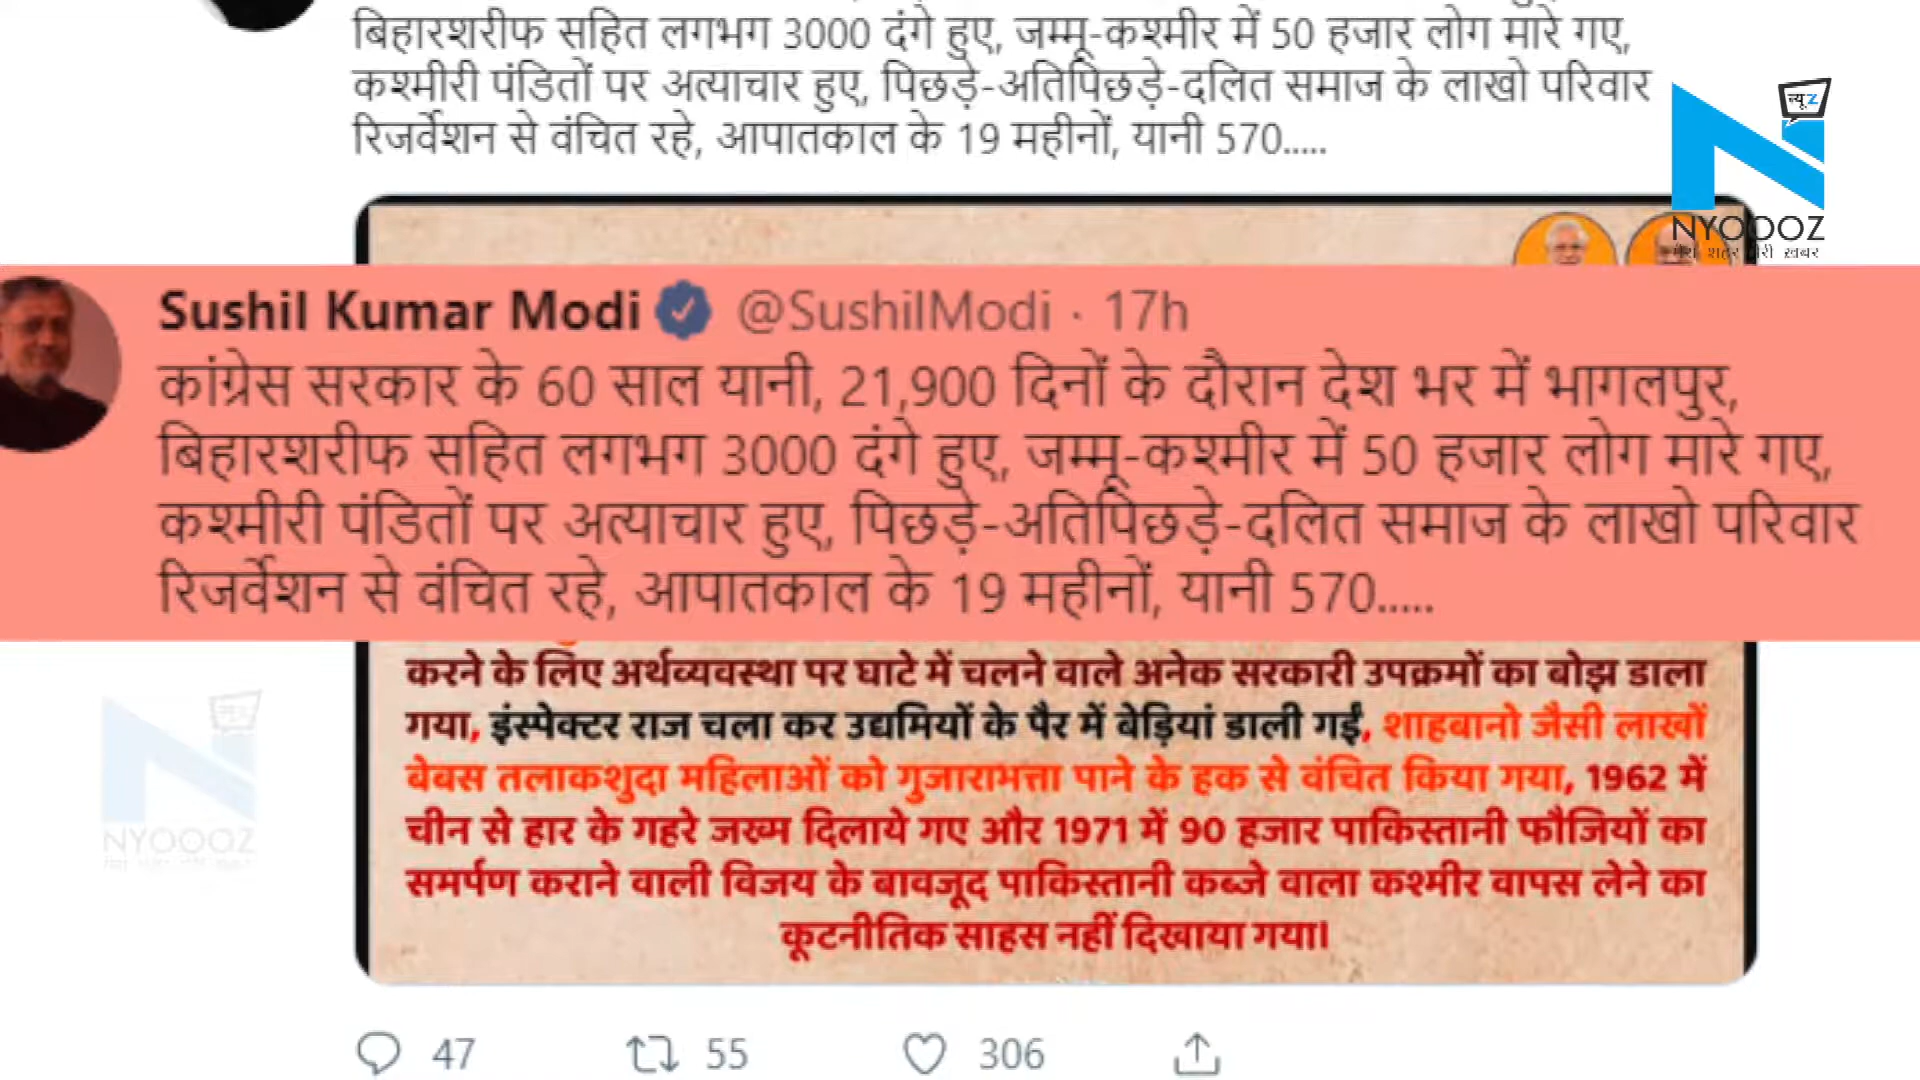 बिहारशरीफ सहित लगभग 3000 दंगे हुए, जम्मू-कश्मीर में 50 हजार लोग मारे गए,
कश्मीरी पंडितों पर अत्याचार हुए, पिछड़े-अतिपिछड़े-दलित समाज के लाखो परिवार
रिजर्वेशन से वंचित रहे, आपातकाल के 19 महीनों, यानी 570.....
न्यूZ
NYOOOZ
मेरा शहर मेरी ख़बर
Sushil Kumar Modi @SushilModi · 17h
कांग्रेस सरकार के 60 साल यानी, 21,900 दिनों के दौरान देश भर में भागलपुर,
बिहारशरीफ सहित लगभग 3000 दंगे हुए, जम्मू-कश्मीर में 50 हजार लोग मारे गए,
कश्मीरी पंडितों पर अत्याचार हुए, पिछड़े-अतिपिछड़े-दलित समाज के लाखो परिवार
रिजर्वेशन से वंचित रहे, आपातकाल के 19 महीनों, यानी 570.....
करने के लिए अर्थव्यवस्था पर घाटे में चलने वाले अनेक सरकारी उपक्रमों का बोझ डाला
गया, इंस्पेक्टर राज चला कर उद्यमियों के पैर में बेड़ियां डाली गईं, शाहबानो जैसी लाखों
बेबस तलाकशुदा महिलाओं को गुजाराभत्ता पाने के हक से वंचित किया गया, 1962 में
चीन से हार के गहरे जख्म दिलाये गए और 1971 में 90 हजार पाकिस्तानी फौजियों का
समर्पण कराने वाली विजय के बावजूद पाकिस्तानी कब्जे वाला कश्मीर वापस लेने का
कूटनीतिक साहस नहीं दिखाया गया।
NYOOOZ
47 55 306